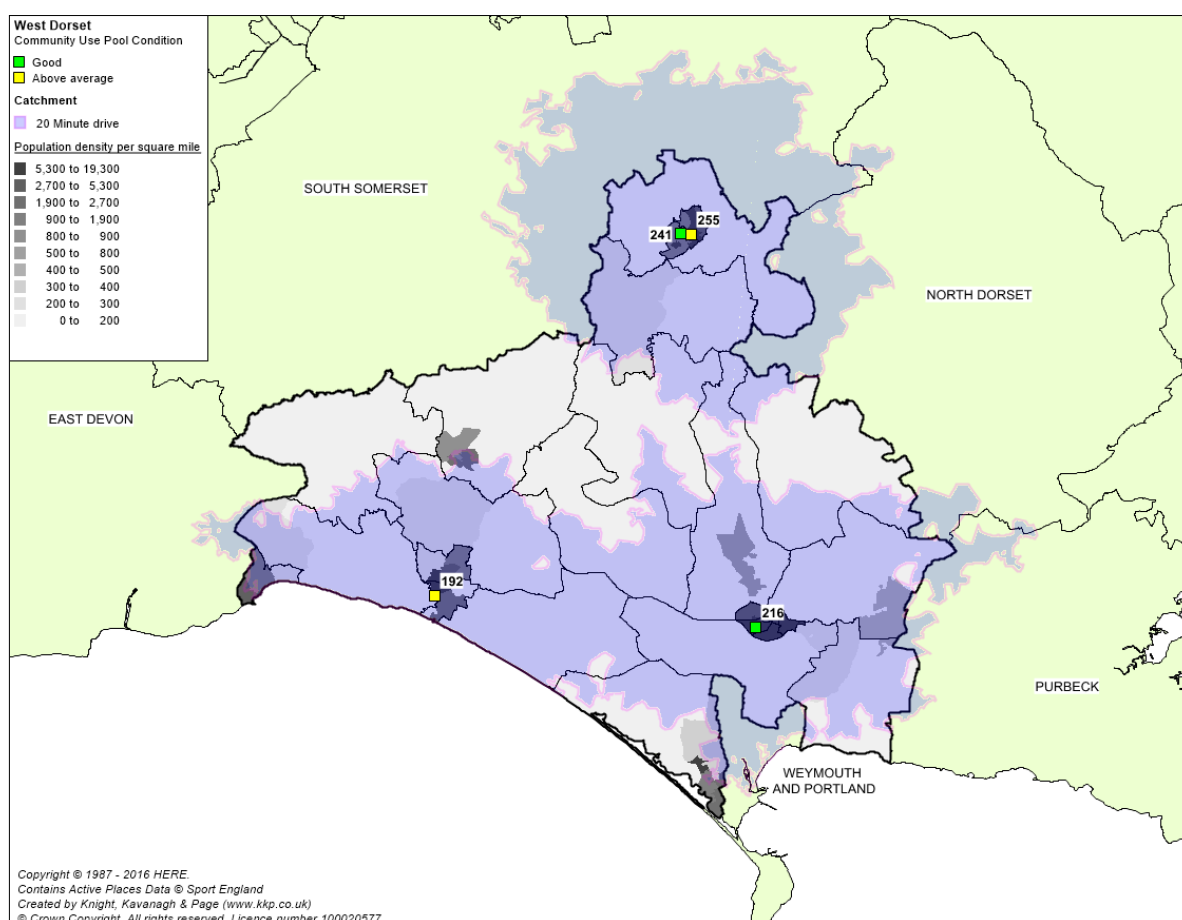 West Dorset
Community Use Pool Condition
Good
Above average
Catchment
20 Minute drive
Population density per square mile
5,300 to 19,300
2,700 to 5,300
1,900 to 2,700
900 to 1,900
800 to 900
500 to 800
400 to 500
300 to 400
200 to 300
0 to 200
SOUTH SOMERSET
255
241
NORTH DORSET
EAST DEVON
192
216
PURBECK
WEYMOUTH
AND PORTLAND
Copyright © 1987 - 2016 HERE.
Contains Active Places Data © Sport England
Created by Knight, Kavanagh & Page (www.kkp.co.uk)
© Crown Copyright. All rights reserved. Licence number 100020577